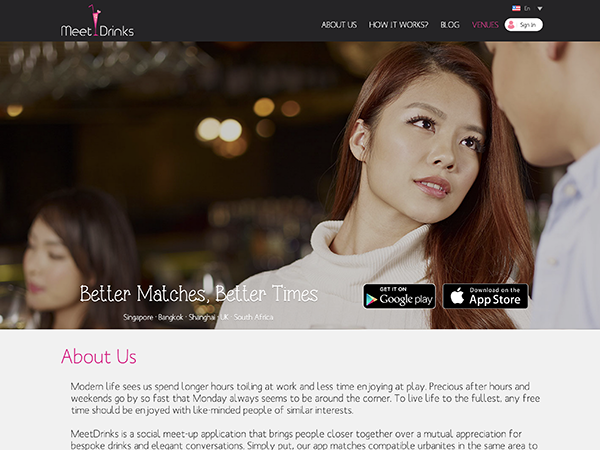 Meet Drinks
En
ABOUT US HOW IT WORKS? BLOG VENUES Sign In
Better Matches, Better Times
Singapore · Bangkok · Shanghai · UK · South Africa
GET IT ON
Google play
Download on the
App Store
About Us
Modern life sees us spend longer hours toiling at work and less time enjoying at play. Precious after hours and
weekends go by so fast that Monday always seems to be around the corner. To live life to the fullest, any free
time should be enjoyed with like-minded people of similar interests.
MeetDrinks is a social meet-up application that brings people closer together over a mutual appreciation for
bespoke drinks and elegant conversations. Simply put, our app matches compatible urbanites in the same area to